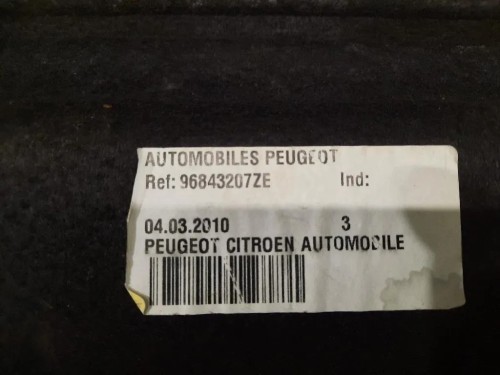 AUTOMOBILES PEUGEOT
Ref: 96843207ZE Ind:
04.03.2010 3
PEUGEOT CITROEN AUTOMOBILE